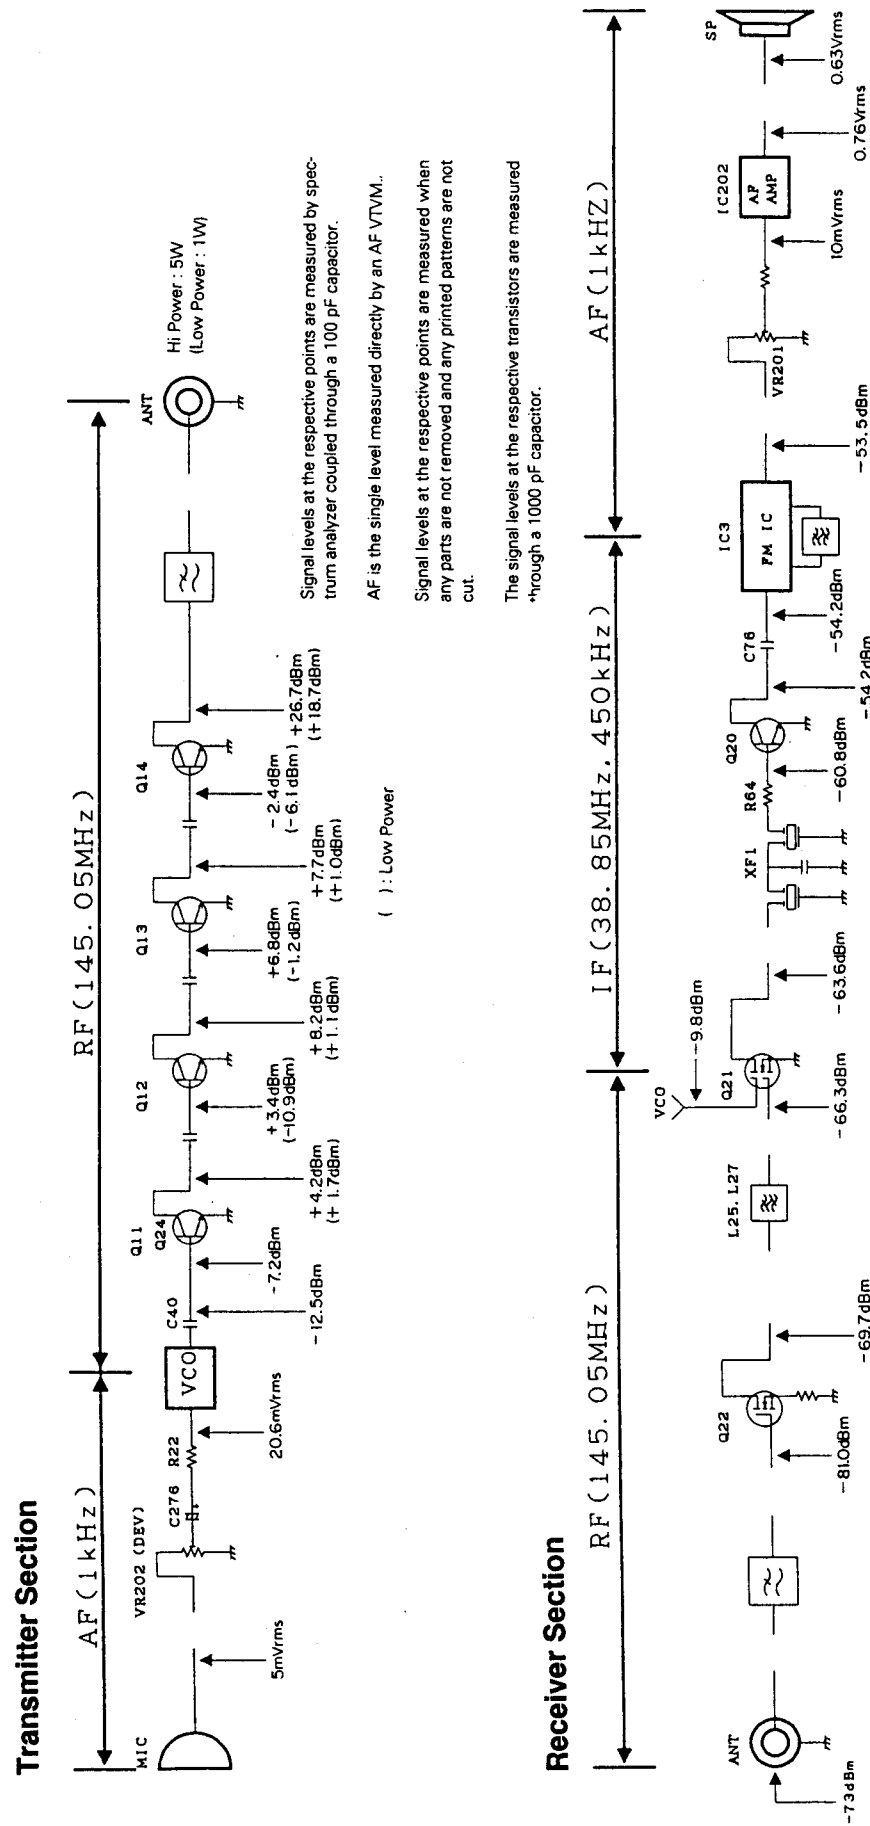 Transmitter Section
AF(1kHz)
RF(145.05MHz)
MIC
5mVrms
VR202 (DEV)
C276
R22
20.6mVrms
VCO
C40
-12.5dBm
-7.2dBm
Q11
Q24
+4.2dBm
(+1.7dBm)
+3.4dBm
(-10.9dBm)
Q12
+8.2dBm
(+1.1dBm)
+6.8dBm
(-1.2dBm)
Q13
+7.7dBm
(+1.0dBm)
-2.4dBm
(-6.1dBm)
Q14
+26.7dBm
(+18.7dBm)
ANT
Hi Power : 5W
(Low Power : 1W)
( ) : Low Power
Signal levels at the respective points are measured by spec-
trum analyzer coupled through a 100 pF capacitor.
AF is the single level measured directly by an AF VTVM..
Signal levels at the respective points are measured when
any parts are not removed and any printed patterns are not
cut.
The signal levels at the respective transistors are measured
through a 1000 pF capacitor.
Receiver Section
RF(145.05MHz)
IF(38.85MHz, 450kHz)
AF(1kHZ)
ANT
-73dBm
-81.0dBm
Q22
-69.7dBm
L25. L27
-66.3dBm
VCO
-9.8dBm
Q21
-63.6dBm
XF1
R64
-60.8dBm
Q20
-54.2dBm
C76
-54.2dBm
IC3
FM IC
-53.5dBm
VR201
10mVrms
IC202
AF
AMP
0.76Vrms
0.63Vrms
SP